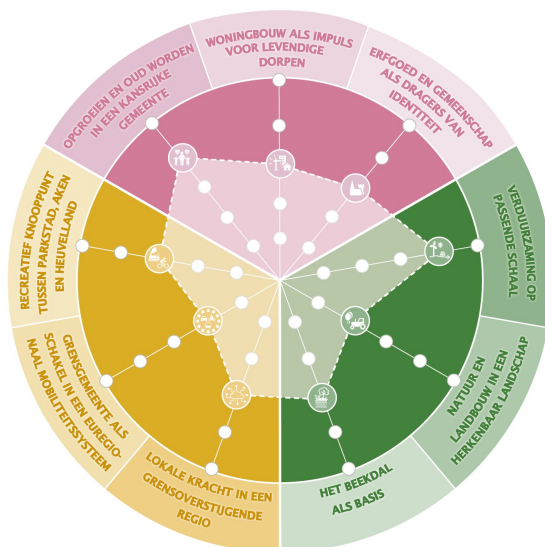 WONINGBOUW ALS IMPULS
VOOR LEVENDIGE
DORPEN
ERFGOED EN GEMEENSCHAP
ALS DRAGERS VAN
IDENTITEIT
VERDUURZAMING OP
PASSENDE SCHAAL
NATUUR EN
LANDBOUW IN EEN
HERKENBAAR LANDSCHAP
HET BEEKDAL
ALS BASIS
LOKALE KRACHT IN EEN
GRENSOVERSTUGENDE
REGIO
GRENSGEMEENTE ALS
SCHAKEL IN EEN EUREGIO-
NAAL MOBILITEITSSYSTEEM
RECREATIEF KNOOPPUNT
TUSSEN PARKSTAD, AKEN
EN HEUVELLAND
OPGROEIEN EN OUD WORDEN
IN EEN KANSRIJKE
GEMEENTE